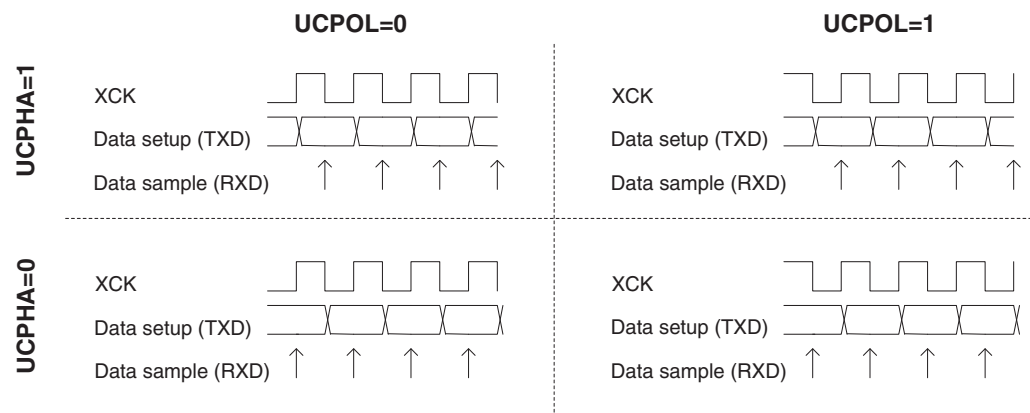 UCPOL=0 UCPOL=1
UCPHA=1
XCK
Data setup (TXD)
Data sample (RXD)
XCK
Data setup (TXD)
Data sample (RXD)
UCPHA=0
XCK
Data setup (TXD)
Data sample (RXD)
XCK
Data setup (TXD)
Data sample (RXD)